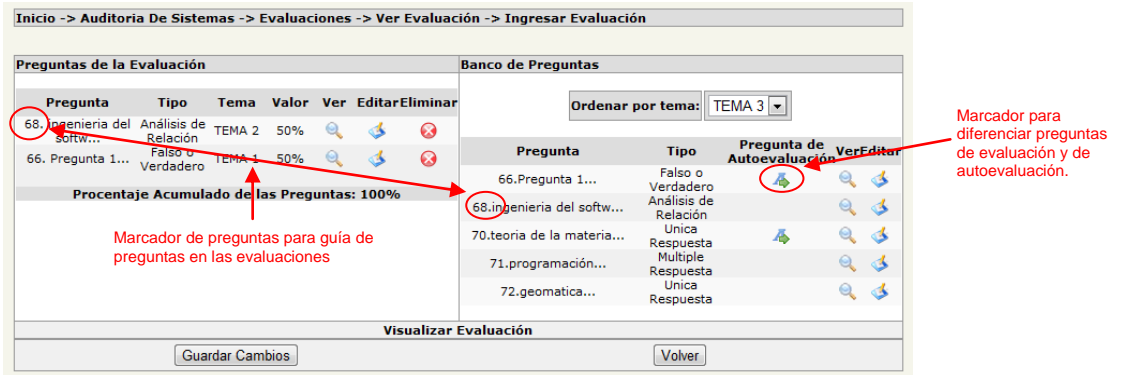 Inicio -> Auditoria De Sistemas -> Evaluaciones -> Ver Evaluación -> Ingresar Evaluación
Preguntas de la Evaluación
Pregunta Tipo Tema Valor Ver Editar Eliminar
68. ingenieria del softw... Análisis de Relación TEMA 2 50%
66. Pregunta 1... Falso o Verdadero TEMA 1 50%
Procentaje Acumulado de las Preguntas: 100%
Marcador de preguntas para guía de
preguntas en las evaluaciones
Banco de Preguntas
Ordenar por tema: TEMA 3
Pregunta Tipo Pregunta de Autoevaluación Ver Editar
66.Pregunta 1... Falso o Verdadero
68.ingenieria del softw... Análisis de Relación
70.teoria de la materia... Unica Respuesta
71.programación... Multiple Respuesta
72.geomatica... Unica Respuesta
Marcador para
diferenciar preguntas
de evaluación y de
autoevaluación.
Visualizar Evaluación
Guardar Cambios
Volver